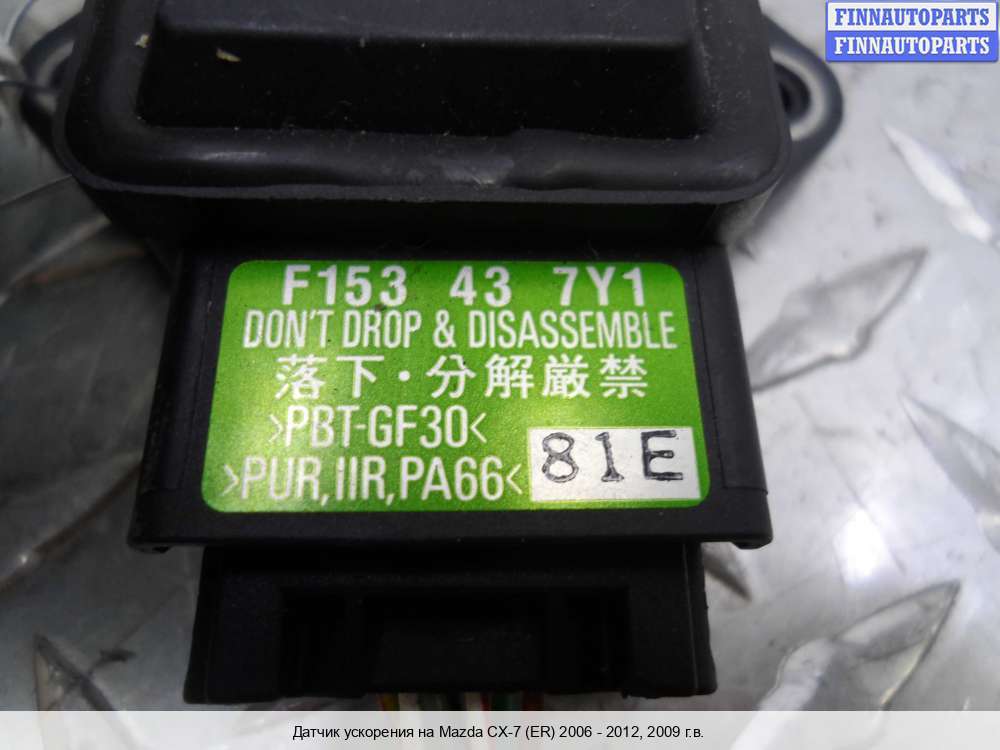 FINNAUTOPARTS
FINNAUTOPARTS
F153 43 7Y1
DON'T DROP & DISASSEMBLE
落下・分解厳禁
>PBT-GF30<
>PUR,IIR,PA66<
81E
Датчик ускорения на Mazda CX-7 (ER) 2006 - 2012, 2009 г.в.